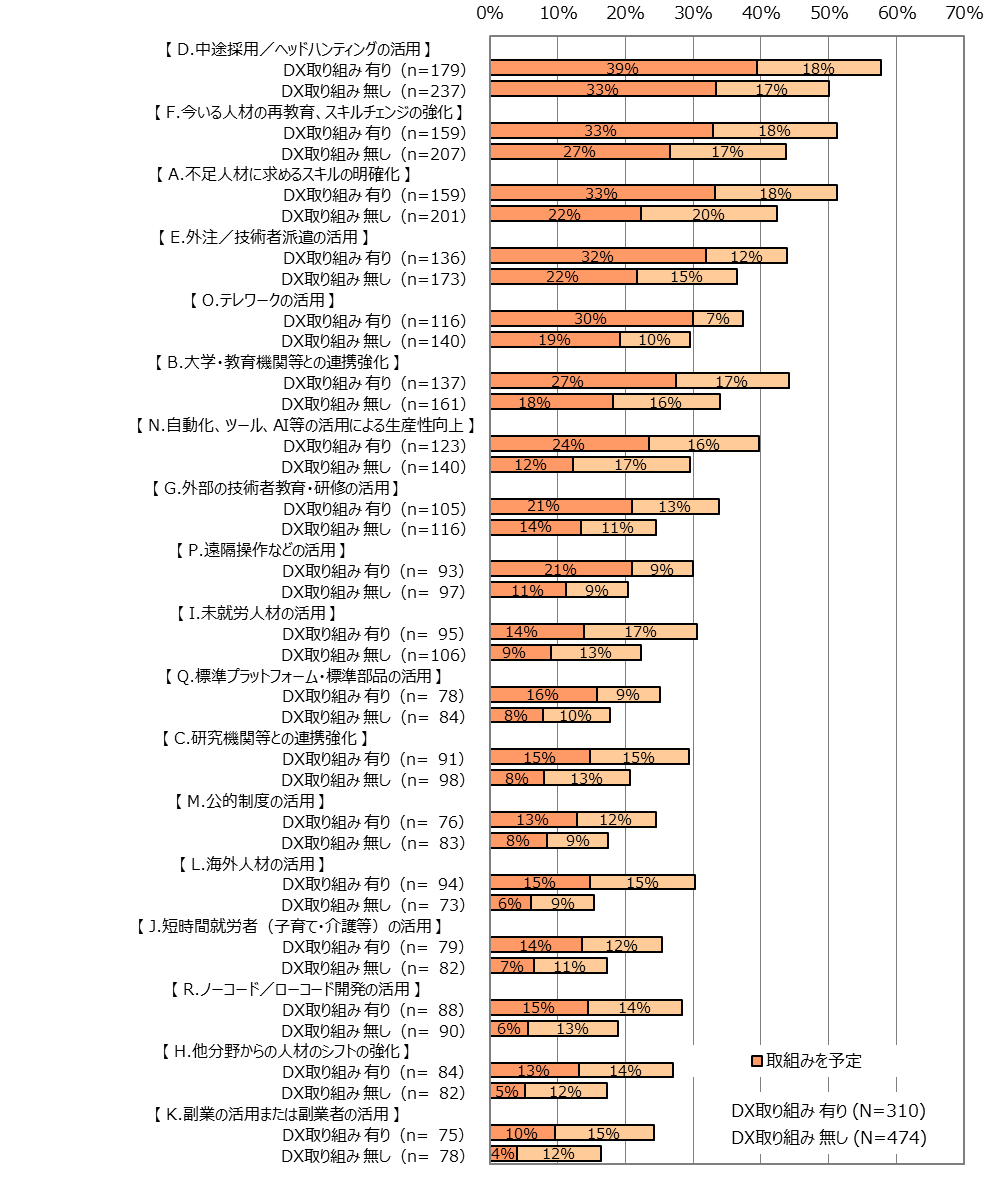 0% 10% 20% 30% 40% 50% 60% 70%
【 D.中途採用／ヘッドハンティングの活用 】
DX取り組み 有り (n=179) 39% 18%
DX取り組み 無し (n=237) 33% 17%
【 F.今いる人材の再教育、スキルチェンジの強化 】
DX取り組み 有り (n=159) 33% 18%
DX取り組み 無し (n=207) 27% 17%
【 A.不足人材に求めるスキルの明確化 】
DX取り組み 有り (n=159) 33% 18%
DX取り組み 無し (n=201) 22% 20%
【 E.外注／技術者派遣の活用 】
DX取り組み 有り (n=136) 32% 12%
DX取り組み 無し (n=173) 22% 15%
【 O.テレワークの活用 】
DX取り組み 有り (n=116) 30% 7%
DX取り組み 無し (n=140) 19% 10%
【 B.大学・教育機関等との連携強化 】
DX取り組み 有り (n=137) 27% 17%
DX取り組み 無し (n=161) 18% 16%
【 N.自動化、ツール、AI等の活用による生産性向上 】
DX取り組み 有り (n=123) 24% 16%
DX取り組み 無し (n=140) 12% 17%
【 G.外部の技術者教育・研修の活用 】
DX取り組み 有り (n=105) 21% 13%
DX取り組み 無し (n=116) 14% 11%
【 P.遠隔操作などの活用 】
DX取り組み 有り (n= 93) 21% 9%
DX取り組み 無し (n= 97) 11% 9%
【 I.未就労人材の活用 】
DX取り組み 有り (n= 95) 14% 17%
DX取り組み 無し (n=106) 9% 13%
【 Q.標準プラットフォーム・標準部品の活用 】
DX取り組み 有り (n= 78) 16% 9%
DX取り組み 無し (n= 84) 8% 10%
【 C.研究機関等との連携強化 】
DX取り組み 有り (n= 91) 15% 15%
DX取り組み 無し (n= 98) 8% 13%
【 M.公的制度の活用 】
DX取り組み 有り (n= 76) 13% 12%
DX取り組み 無し (n= 83) 8% 9%
【 L.海外人材の活用 】
DX取り組み 有り (n= 94) 15% 15%
DX取り組み 無し (n= 73) 6% 9%
【 J.短時間就労者（子育て・介護等）の活用 】
DX取り組み 有り (n= 79) 14% 12%
DX取り組み 無し (n= 82) 7% 11%
【 R.ノーコード／ローコード開発の活用 】
DX取り組み 有り (n= 88) 15% 14%
DX取り組み 無し (n= 90) 6% 13%
【 H.他分野からの人材のシフトの強化 】
DX取り組み 有り (n= 84) 13% 14%
DX取り組み 無し (n= 82) 5% 12%
【 K.副業の活用または副業者の活用 】
DX取り組み 有り (n= 75) 10% 15%
DX取り組み 無し (n= 78) 4% 12%
取組みを予定
DX取り組み 有り (N=310)
DX取り組み 無し (N=474)